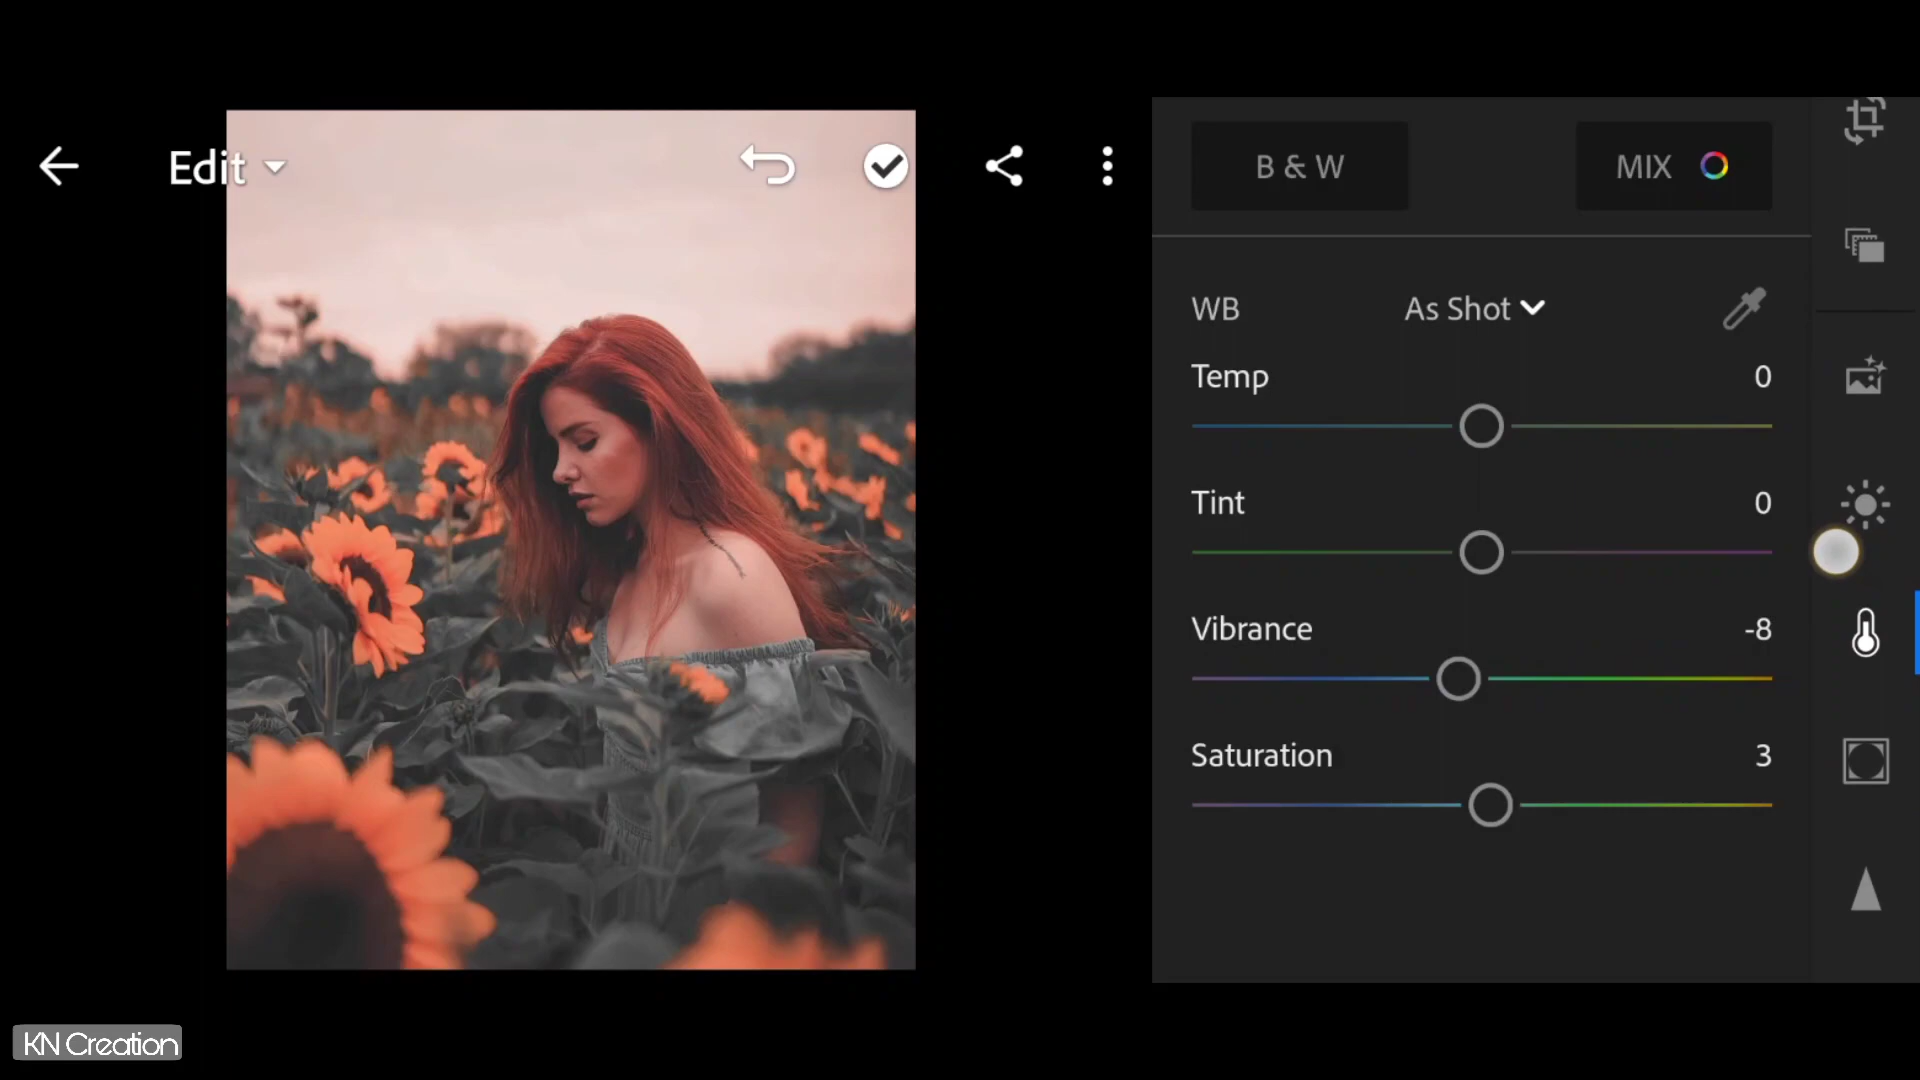 Edit
B & W
MIX
WB
As Shot
Temp
0
Tint
0
Vibrance
-8
Saturation
3
KN Creation